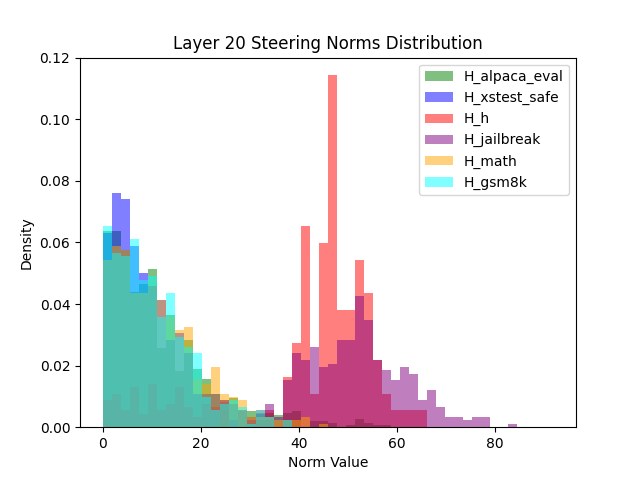 Layer 20 Steering Norms Distribution
0.12
0.10
0.08
0.06
0.04
0.02
0.00
Density
H_alpaca_eval
H_xstest_safe
H_h
H_jailbreak
H_math
H_gsm8k
0
20
40
60
80
Norm Value